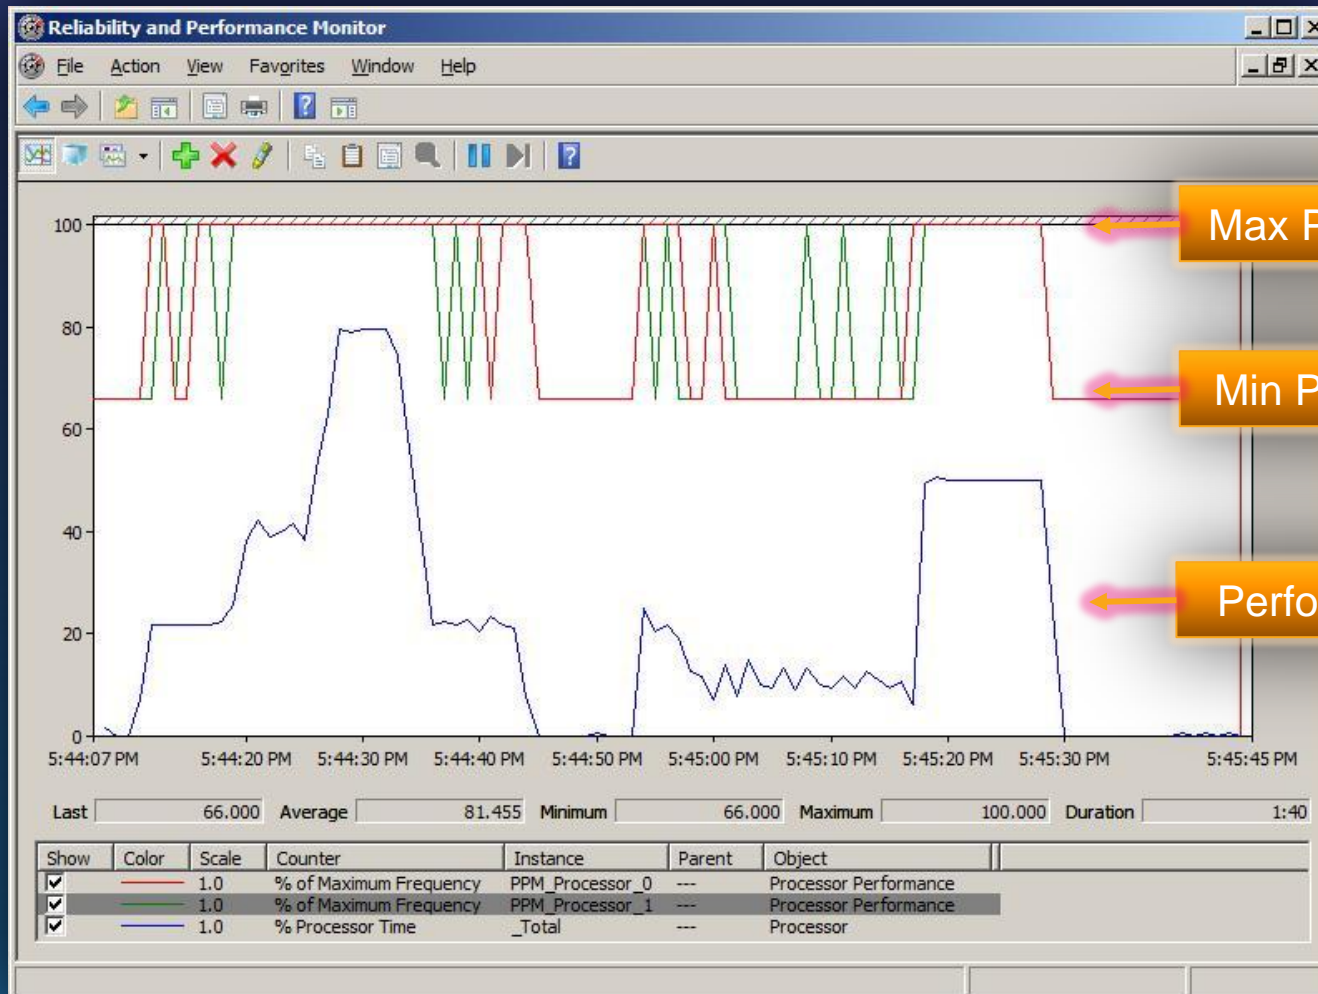 Reliability and Performance Monitor
File Action View Favorites Window Help
Max P
100
80
Min P
60
40
Perfo
20
0
5:44:07 PM 5:44:20 PM 5:44:30 PM 5:44:40 PM 5:44:50 PM 5:45:00 PM 5:45:10 PM 5:45:20 PM 5:45:30 PM 5:45:45 PM
Last 66.000 Average 81.455 Minimum 66.000 Maximum 100.000 Duration 1:40
Show Color Scale Counter Instance Parent Object
1.0 % of Maximum Frequency PPM_Processor_0 --- Processor Performance
1.0 % of Maximum Frequency PPM_Processor_1 --- Processor Performance
1.0 % Processor Time _Total --- Processor